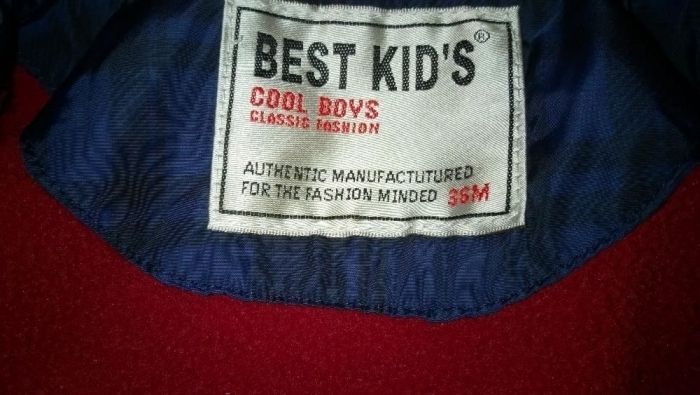 BEST KID'S®
COOL BOYS
CLASSIC FASHION
AUTHENTIC MANUFACTUTURED
FOR THE FASHION MINDED 36M